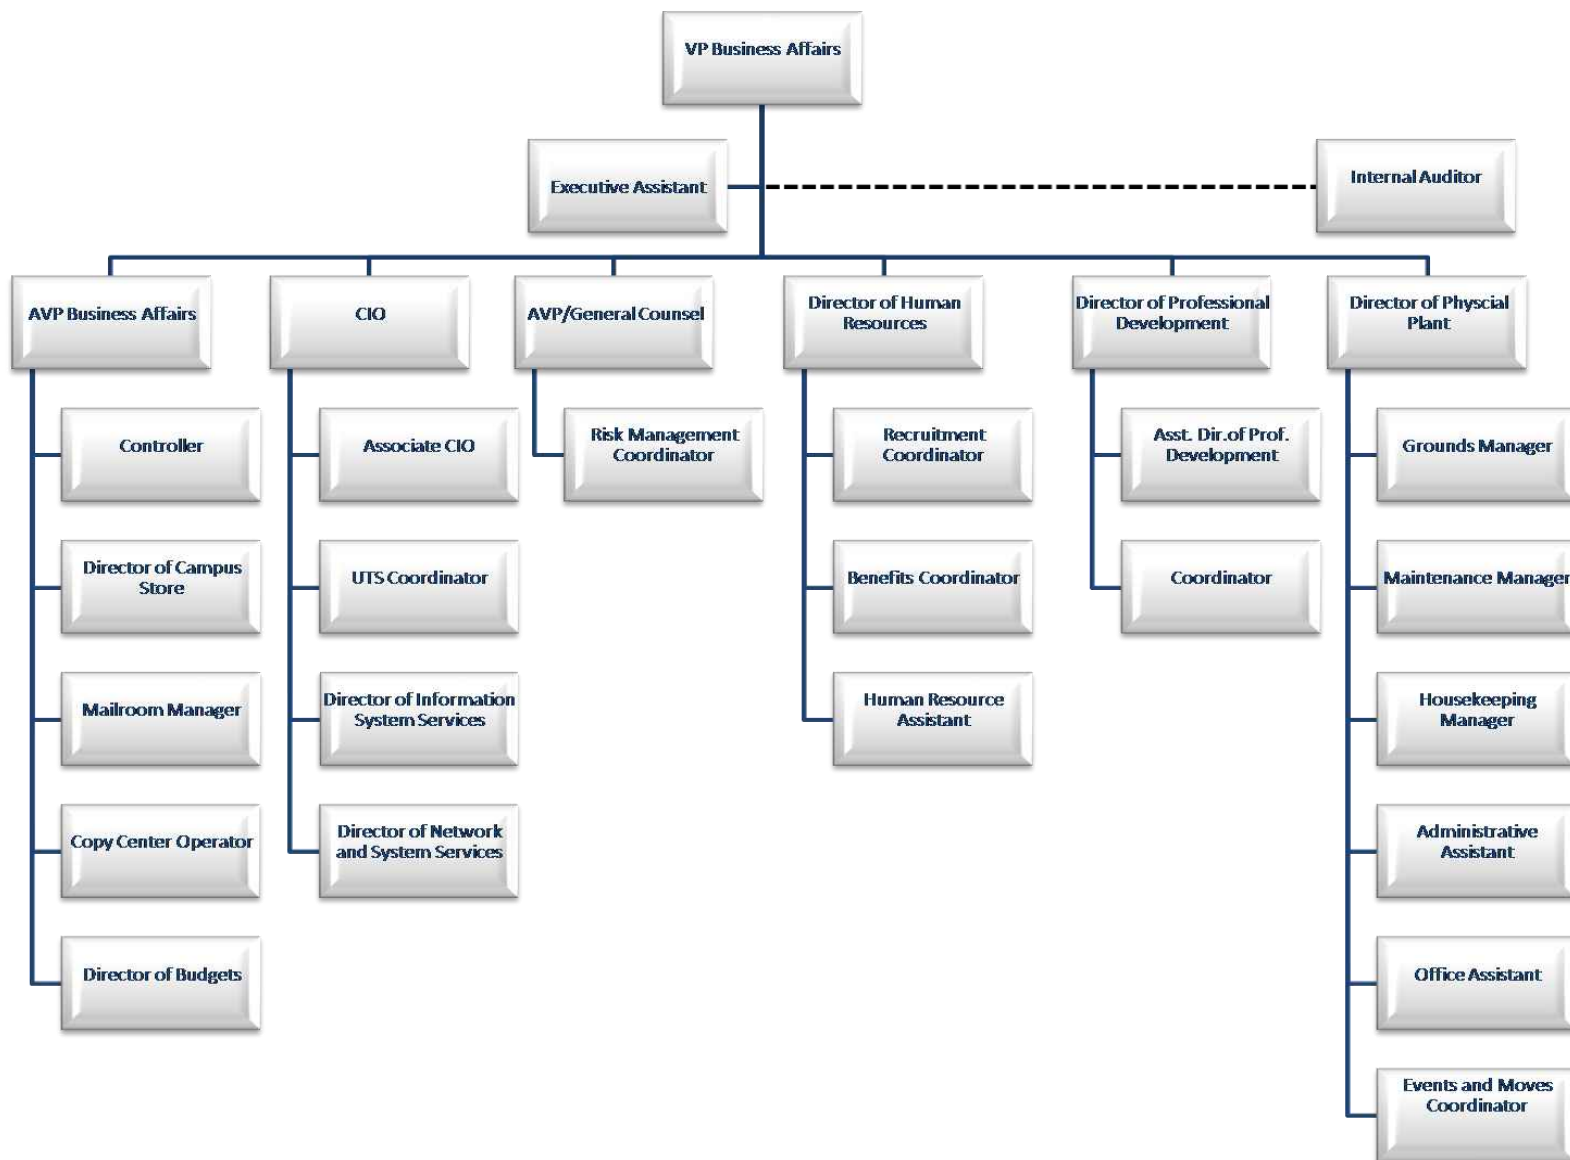 VP Business Affairs
Executive Assistant
Internal Auditor
AVP Business Affairs
CIO
AVP/General Counsel
Director of Human
Resources
Director of Professional
Development
Director of Physcial
Plant
Controller
Associate CIO
Risk Management
Coordinator
Recruitment
Coordinator
Asst. Dir.of Prof.
Development
Grounds Manager
Director of Campus
Store
UTS Coordinator
Benefits Coordinator
Coordinator
Maintenance Manager
Mailroom Manager
Director of Information
System Services
Human Resource
Assistant
Housekeeping
Manager
Copy Center Operator
Director of Network
and System Services
Administrative
Assistant
Director of Budgets
Office Assistant
Events and Moves
Coordinator